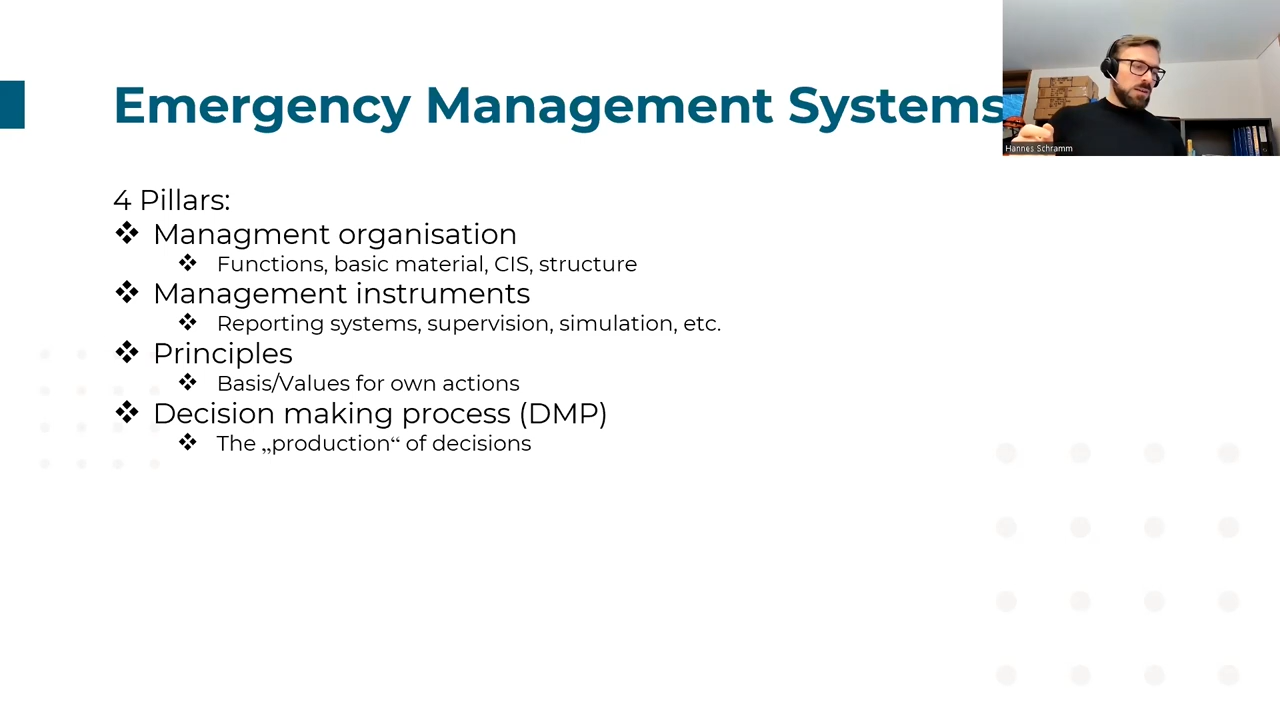 Emergency Management Systems
Hannes Schramm
4 Pillars:
❖ Managment organisation
❖ Functions, basic material, CIS, structure
❖ Management instruments
❖ Reporting systems, supervision, simulation, etc.
❖ Principles
❖ Basis/Values for own actions
❖ Decision making process (DMP)
❖ The „production“ of decisions